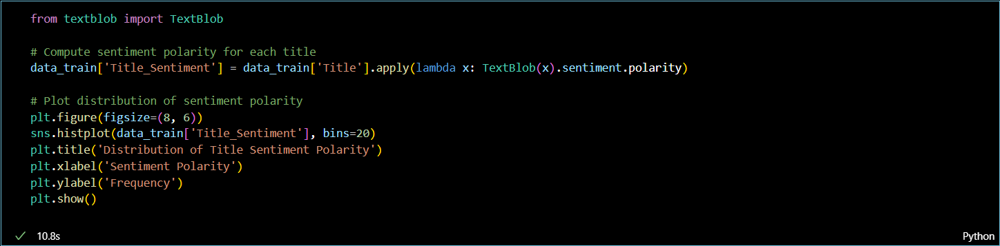 from textblob import TextBlob
# Compute sentiment polarity for each title
data_train['Title_Sentiment'] = data_train['Title'].apply(lambda x: TextBlob(x).sentiment.polarity)
# Plot distribution of sentiment polarity
plt.figure(figsize=(8, 6))
sns.histplot(data_train['Title_Sentiment'], bins=20)
plt.title('Distribution of Title Sentiment Polarity')
plt.xlabel('Sentiment Polarity')
plt.ylabel('Frequency')
plt.show()
10.8s
Python